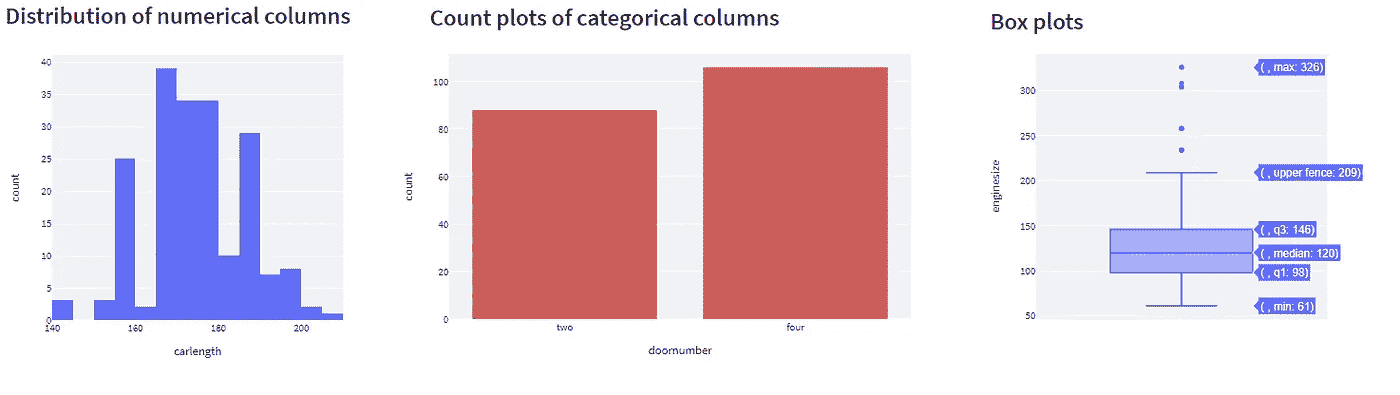 Distribution of numerical columns
count
40
35
30
25
20
15
10
5
0
140
160
180
200
carlength
Count plots of categorical columns
count
100
80
60
40
20
0
two
four
doornumber
Box plots
enginesize
300
250
200
150
100
50
( , max: 326)
( , upper fence: 209)
( , q3: 146)
( , median: 120)
( , q1: 98)
( , min: 61)